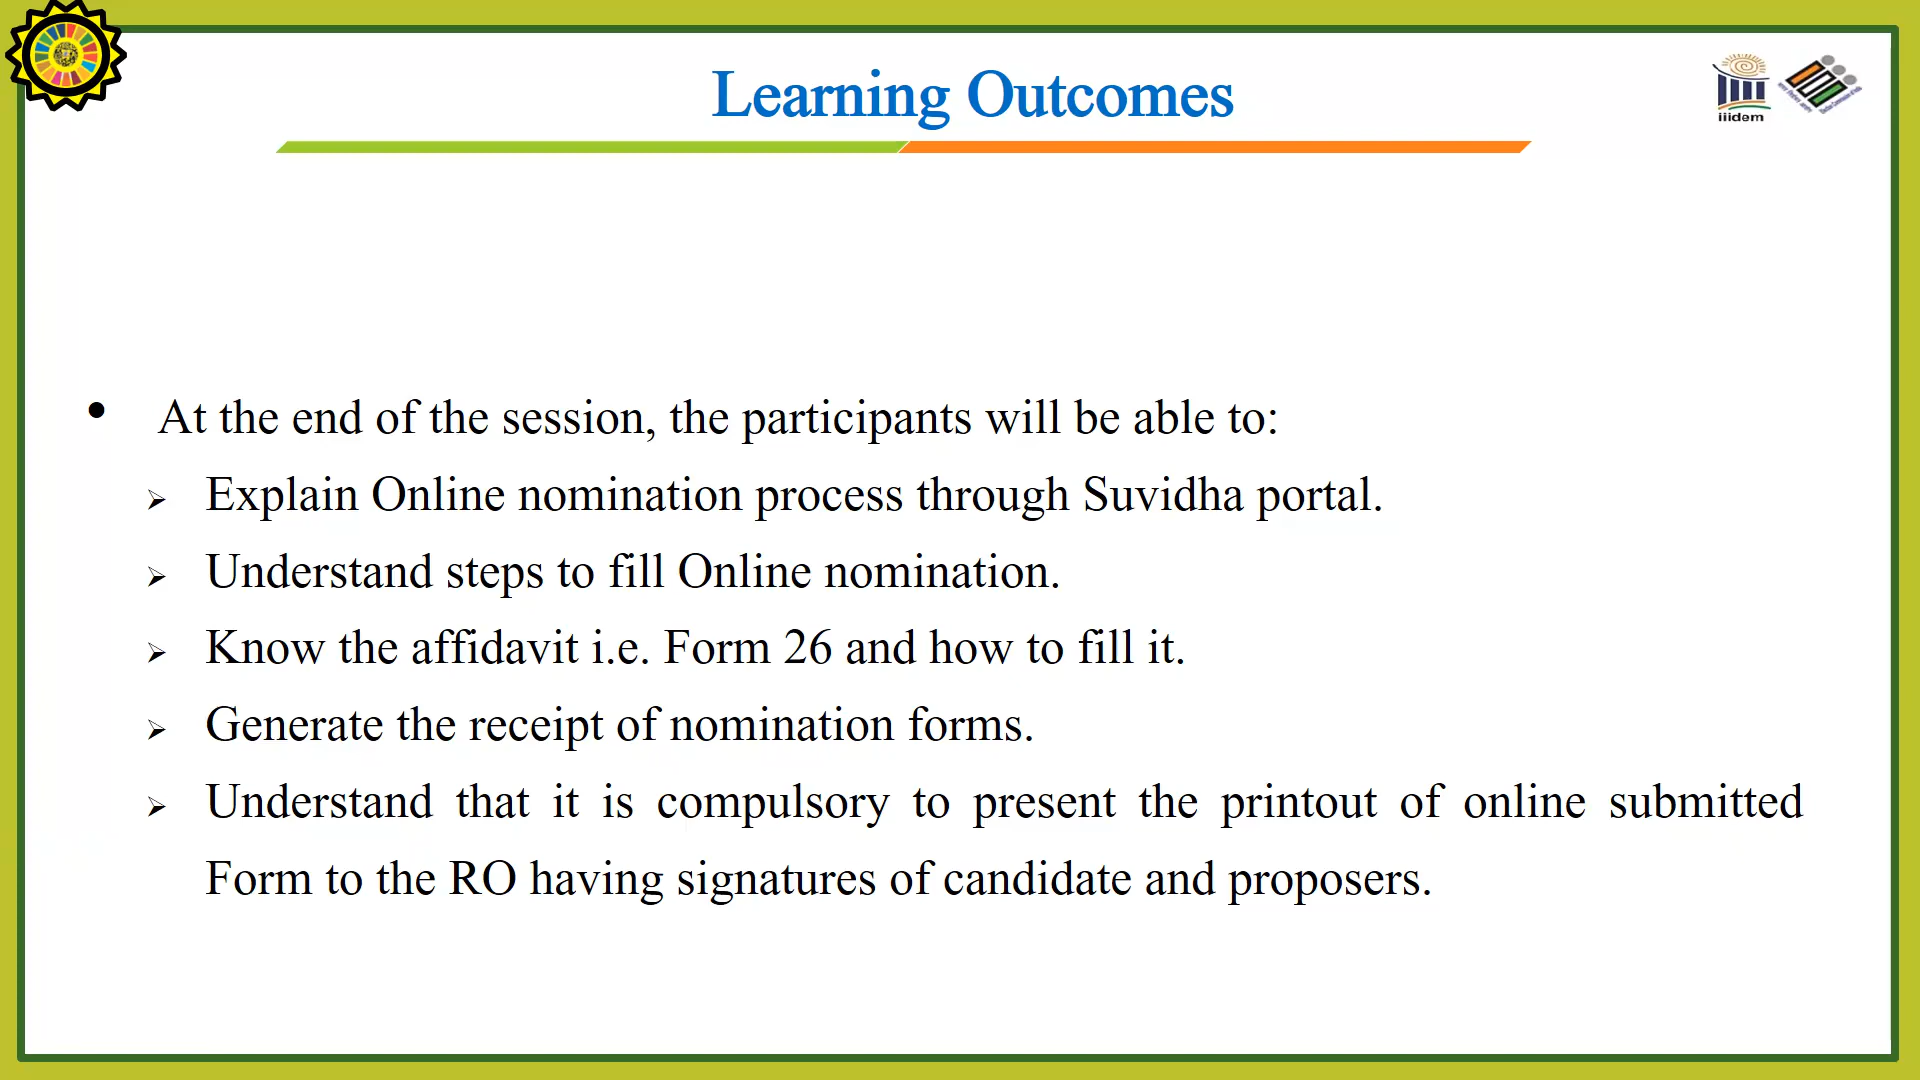 Learning Outcomes
iiidem
• At the end of the session, the participants will be able to:
➢ Explain Online nomination process through Suvidha portal.
➢ Understand steps to fill Online nomination.
➢ Know the affidavit i.e. Form 26 and how to fill it.
➢ Generate the receipt of nomination forms.
➢ Understand that it is compulsory to present the printout of online submitted
Form to the RO having signatures of candidate and proposers.